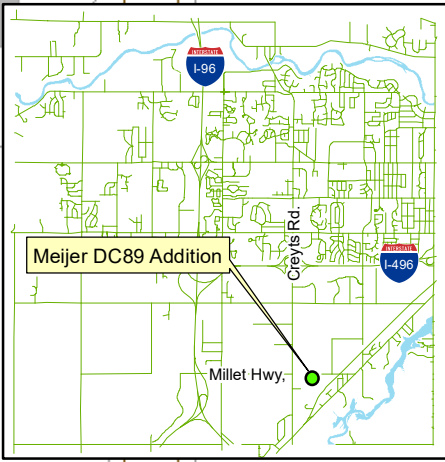 INTERSTATE
I-96
Meijer DC89 Addition
Creyts Rd.
INTERSTATE
I-496
Millet Hwy,